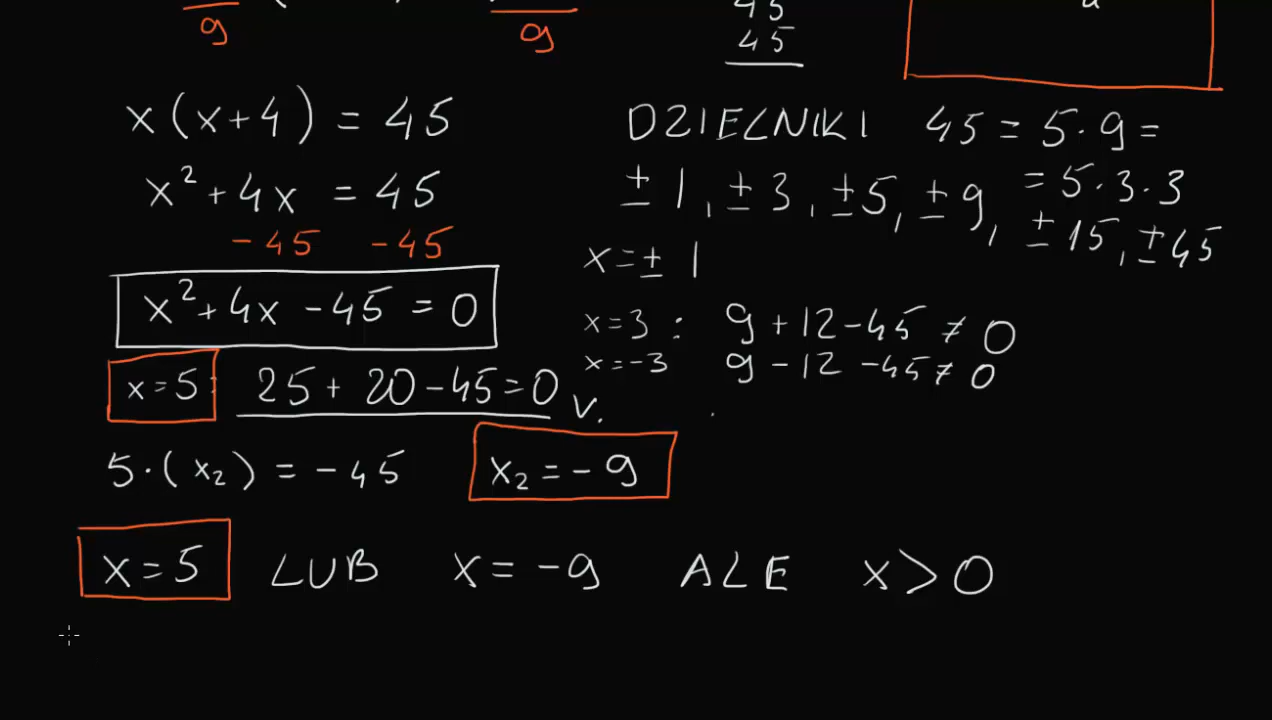 9 9
45
45
x(x+4) = 45
x² + 4x = 45
-45 -45
x² + 4x - 45 = 0
x=5: 25 + 20 - 45 = 0 v.
5·(x₂) = -45 x₂ = -9
DZIELNIKI 45 = 5·9 =
= 5·3·3
± 1, ± 3, ± 5, ± 9, ± 15, ± 45
x = ± 1
x=3: 9 + 12 - 45 ≠ 0
x=-3 9 - 12 - 45 ≠ 0
x = 5 LUB x = -9 ALE x > 0